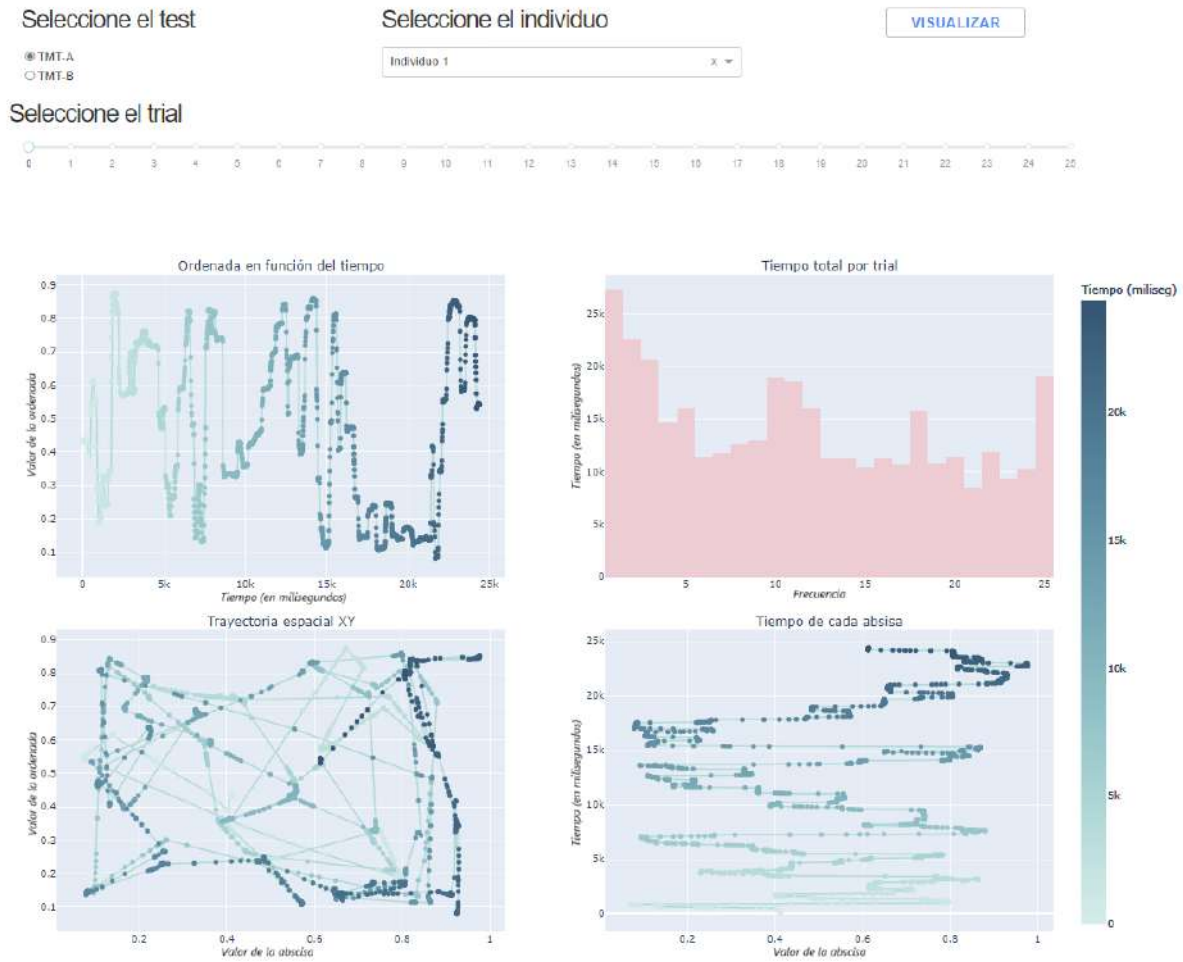 Seleccione el test
Seleccione el individuo
VISUALIZAR
TMT-A
TMT-B
Individuo 1
x
Seleccione el trial
0 1 2 3 4 5 6 7 8 9 10 11 12 13 14 15 16 17 18 19 20 21 22 23 24 25
Ordenada en función del tiempo
0.9
0.8
0.7
0.6
0.5
0.4
0.3
0.2
0.1
Valor de la ordenada
0 5k 10k 15k 20k 25k
Tiempo (en milisegundos)
Tiempo total por trial
25k
20k
15k
10k
5k
0
Tiempo (en milisegundos)
5 10 15 20 25
Frecuencia
Tiempo (miliseg)
20k
15k
10k
5k
0
Trayectoria espacial XY
0.9
0.8
0.7
0.6
0.5
0.4
0.3
0.2
0.1
Valor de la ordenada
0.2 0.4 0.6 0.8 1
Valor de la abscisa
Tiempo de cada absisa
25k
20k
15k
10k
5k
0
Tiempo (en milisegundos)
0.2 0.4 0.6 0.8 1
Valor de la abscisa